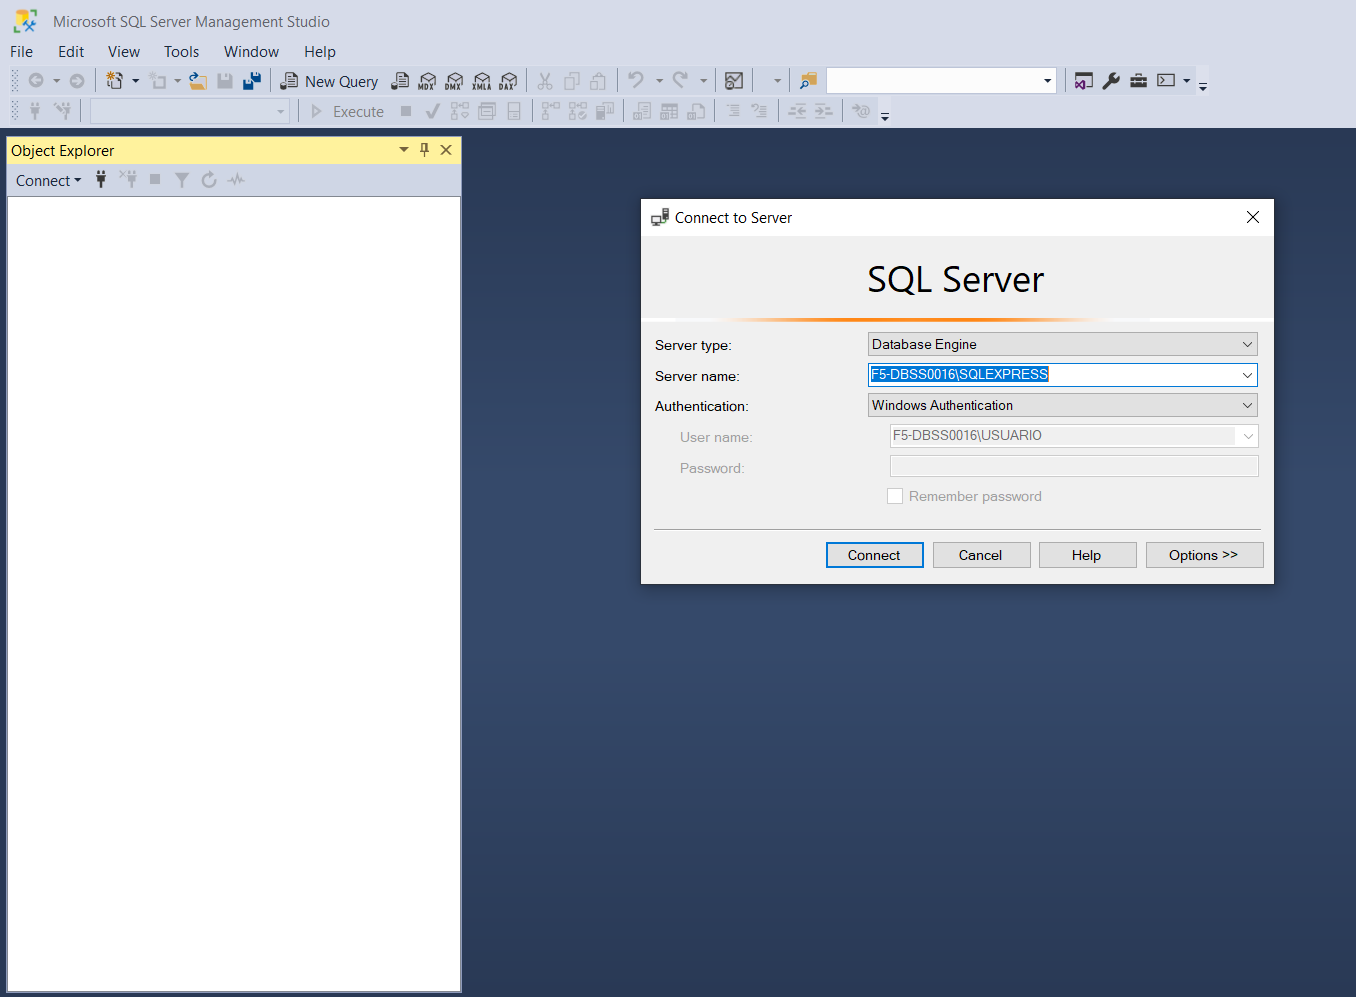 Microsoft SQL Server Management Studio
File Edit View Tools Window Help
New Query MDX DMX XMLA DAX
Execute
Object Explorer
Connect
Connect to Server
SQL Server
Server type: Database Engine
Server name: F5-DBSS0016\SQLEXPRESS
Authentication: Windows Authentication
User name: F5-DBSS0016\USUARIO
Password:
Remember password
Connect Cancel Help Options >>